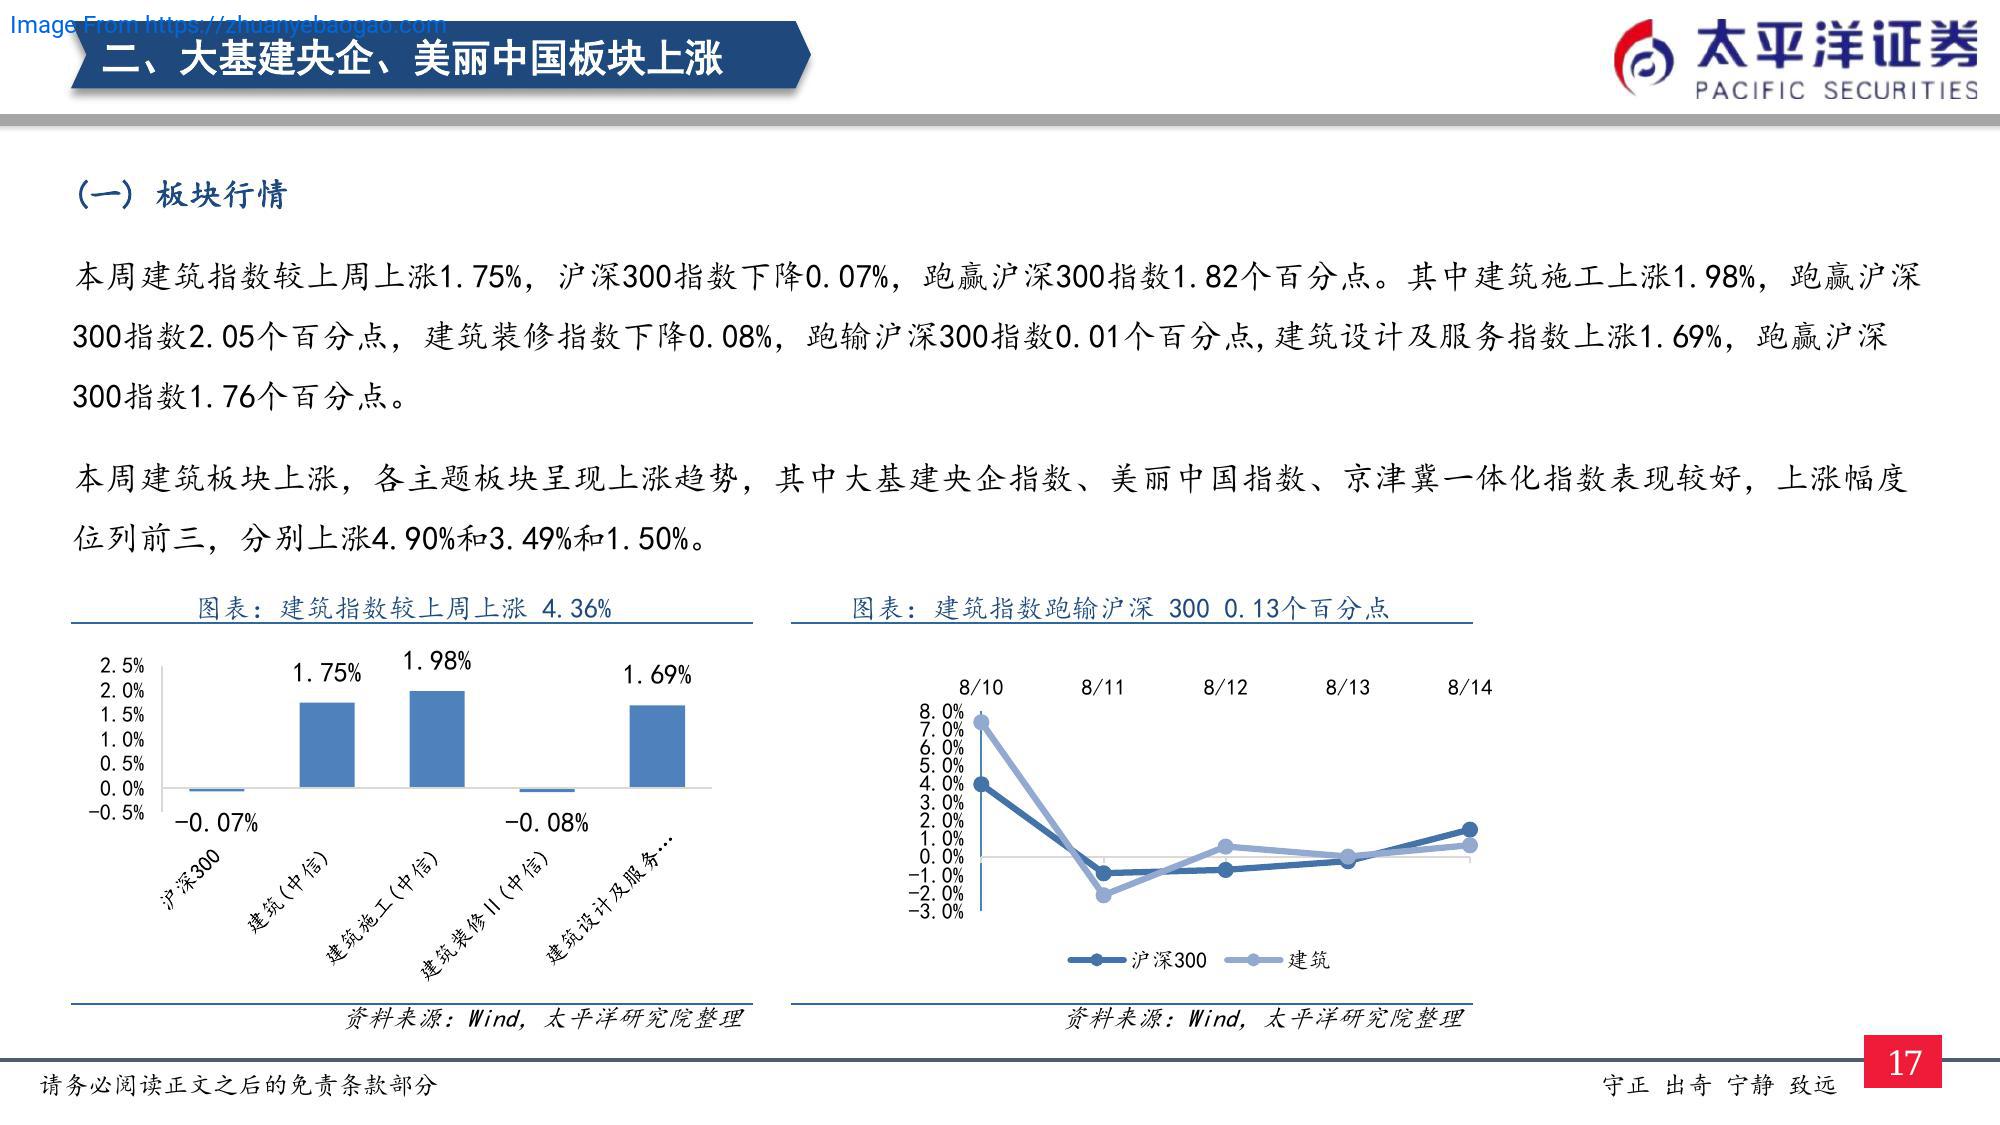 Image From https://zhuanyebaogao.com
二、大基建央企、美丽中国板块上涨
太平洋证券
PACIFIC SECURITIES
(一) 板块行情
本周建筑指数较上周上涨1.75%，沪深300指数下降0.07%，跑赢沪深300指数1.82个百分点。其中建筑施工上涨1.98%，跑赢沪深
300指数2.05个百分点，建筑装修指数下降0.08%，跑输沪深300指数0.01个百分点,建筑设计及服务指数上涨1.69%，跑赢沪深
300指数1.76个百分点。
本周建筑板块上涨，各主题板块呈现上涨趋势，其中大基建央企指数、美丽中国指数、京津冀一体化指数表现较好，上涨幅度
位列前三，分别上涨4.90%和3.49%和1.50%。
图表：建筑指数较上周上涨 4.36%
2.5%
2.0%
1.5%
1.0%
0.5%
0.0%
-0.5%
-0.07%
1.75%
1.98%
-0.08%
1.69%
沪深300
建筑(中信)
建筑施工(中信)
建筑装修Ⅱ(中信)
建筑设计及服务…
资料来源：Wind，太平洋研究院整理
图表：建筑指数跑输沪深 300 0.13个百分点
8/10 8/11 8/12 8/13 8/14
8.0%
7.0%
6.0%
5.0%
4.0%
3.0%
2.0%
1.0%
0.0%
-1.0%
-2.0%
-3.0%
沪深300 建筑
资料来源：Wind，太平洋研究院整理
请务必阅读正文之后的免责条款部分
守正 出奇 宁静 致远
17